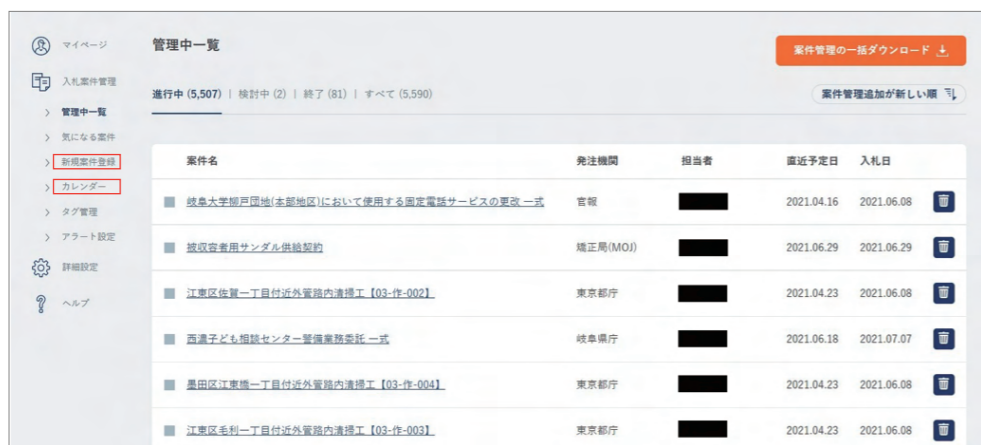 マイページ
入札案件管理
管理中一覧
気になる案件
新規案件登録
カレンダー
タグ管理
アラート設定
詳細設定
ヘルプ
管理中一覧
案件管理の一括ダウンロード
進行中 (5,507) | 検討中 (2) | 終了 (81) | すべて (5,590)
案件管理追加が新しい順
案件名 発注機関 担当者 直近予定日 入札日
岐阜大学柳戸団地(本部地区)において使用する固定電話サービスの更改 一式 官報 2021.04.16 2021.06.08
被収容者用サンダル供給契約 矯正局(MOJ) 2021.06.29 2021.06.29
江東区佐賀一丁目付近外管路内清掃工【03-作-002】 東京都庁 2021.04.23 2021.06.08
西濃子ども相談センター警備業務委託 一式 岐阜県庁 2021.06.18 2021.07.07
墨田区江東橋一丁目付近外管路内清掃工【03-作-004】 東京都庁 2021.04.23 2021.06.08
江東区毛利一丁目付近外管路内清掃工【03-作-003】 東京都庁 2021.04.23 2021.06.08